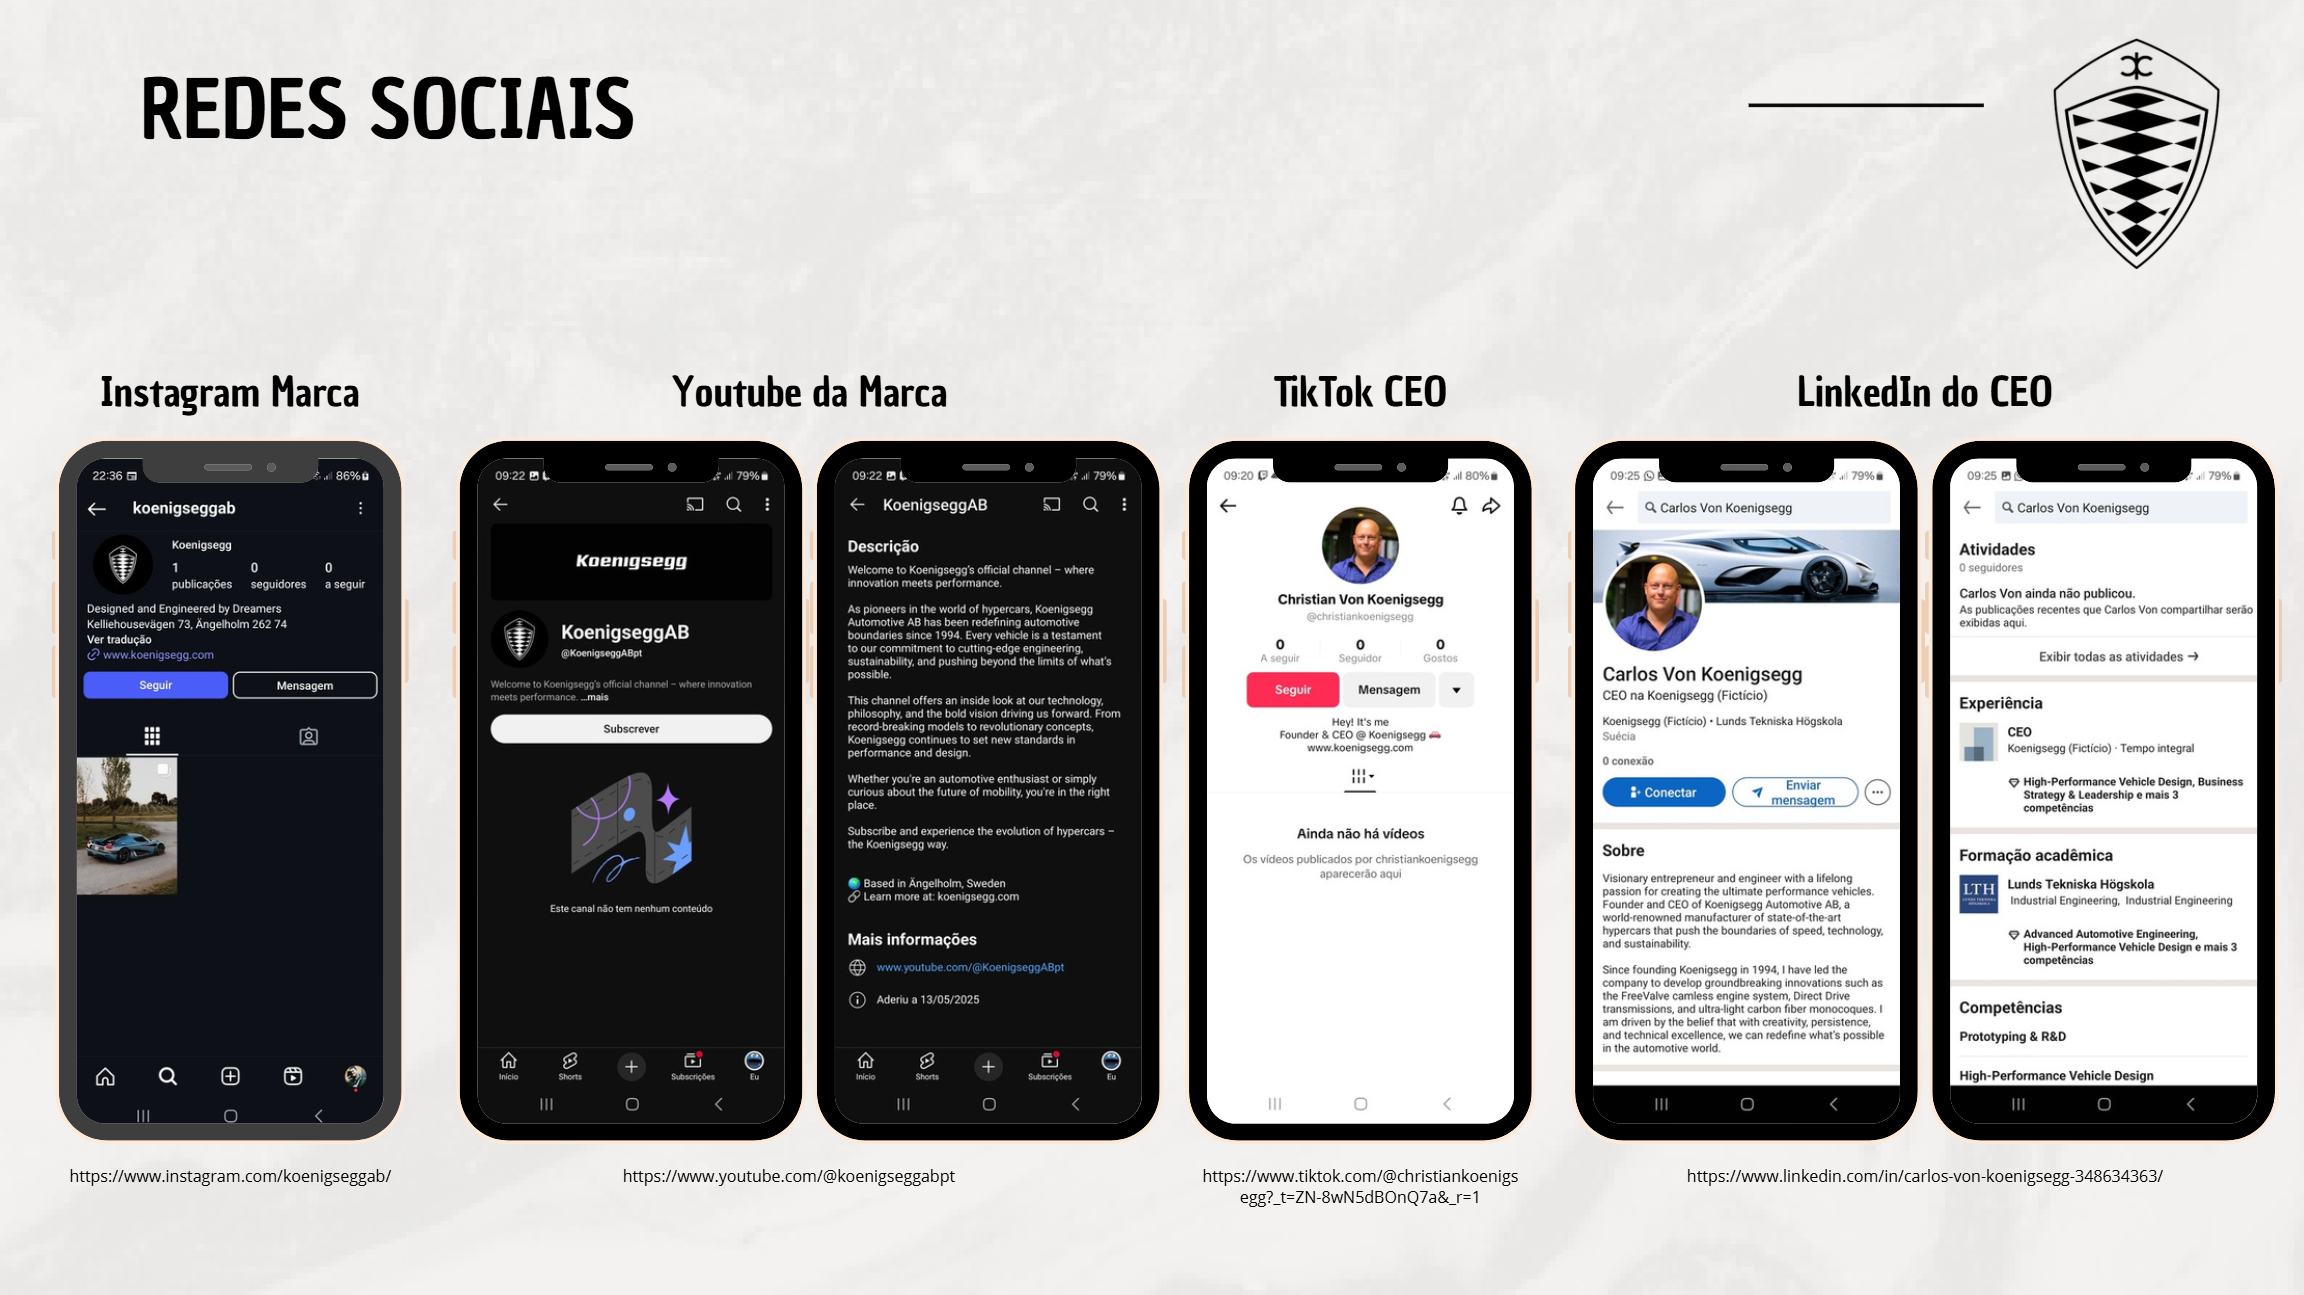 REDES SOCIAIS
Instagram Marca
22:36
86%
koenigseggab
Koenigsegg
1
publicações
0
seguidores
0
a seguir
Designed and Engineered by Dreamers
Kelliehousevägen 73, Ängelholm 262 74
Ver tradução
www.koenigsegg.com
Seguir
Mensagem
https://www.instagram.com/koenigseggab/
Youtube da Marca
09:22
79%
Koenigsegg
KoenigseggAB
@KoenigseggABpt
Welcome to Koenigsegg's official channel – where innovation
meets performance. ...mais
Subscrever
Este canal não tem nenhum conteúdo
Início
Shorts
Subscrições
Eu
09:22
79%
KoenigseggAB
Descrição
Welcome to Koenigsegg's official channel – where
innovation meets performance.
As pioneers in the world of hypercars, Koenigsegg
Automotive AB has been redefining automotive
boundaries since 1994. Every vehicle is a testament
to our commitment to cutting-edge engineering,
sustainability, and pushing beyond the limits of what's
possible.
This channel offers an inside look at our technology,
philosophy, and the bold vision driving us forward. From
record-breaking models to revolutionary concepts,
Koenigsegg continues to set new standards in
performance and design.
Whether you're an automotive enthusiast or simply
curious about the future of mobility, you're in the right
place.
Subscribe and experience the evolution of hypercars –
the Koenigsegg way.
Based in Ängelholm, Sweden
Learn more at: koenigsegg.com
Mais informações
www.youtube.com/@KoenigseggABpt
Aderiu a 13/05/2025
Início
Shorts
Subscrições
Eu
https://www.youtube.com/@koenigseggabpt
TikTok CEO
09:20
80%
Christian Von Koenigsegg
@christiankoenigsegg
0
A seguir
0
Seguidor
0
Gostos
Seguir
Mensagem
Hey! It's me
Founder & CEO @ Koenigsegg 🚗
www.koenigsegg.com
Ainda não há vídeos
Os vídeos publicados por christiankoenigsegg
aparecerão aqui
https://www.tiktok.com/@christiankoenigs
egg?_t=ZN-8wN5dBOnQ7a&_r=1
LinkedIn do CEO
09:25
79%
Carlos Von Koenigsegg
Carlos Von Koenigsegg
CEO na Koenigsegg (Fictício)
Koenigsegg (Fictício) • Lunds Tekniska Högskola
Suécia
0 conexão
Conectar
Enviar
mensagem
Sobre
Visionary entrepreneur and engineer with a lifelong
passion for creating the ultimate performance vehicles.
Founder and CEO of Koenigsegg Automotive AB, a
world-renowned manufacturer of state-of-the-art
hypercars that push the boundaries of speed, technology,
and sustainability.
Since founding Koenigsegg in 1994, I have led the
company to develop groundbreaking innovations such as
the FreeValve camless engine system, Direct Drive
transmissions, and ultra-light carbon fiber monocoques. I
am driven by the belief that with creativity, persistence,
and technical excellence, we can redefine what's possible
in the automotive world.
09:25
79%
Carlos Von Koenigsegg
Atividades
0 seguidores
Carlos Von ainda não publicou.
As publicações recentes que Carlos Von compartilhar serão
exibidas aqui.
Exibir todas as atividades →
Experiência
CEO
Koenigsegg (Fictício) · Tempo integral
High-Performance Vehicle Design, Business
Strategy & Leadership e mais 3
competências
Formação acadêmica
LTH
Lunds Tekniska Högskola
Industrial Engineering, Industrial Engineering
Advanced Automotive Engineering,
High-Performance Vehicle Design e mais 3
competências
Competências
Prototyping & R&D
High-Performance Vehicle Design
https://www.linkedin.com/in/carlos-von-koenigsegg-348634363/